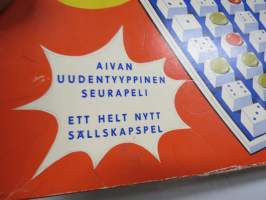 AIVAN
UUDENTYYPPINEN
SEURAPELI
ETT HELT NYTT
SÄLLSKAPSPEL